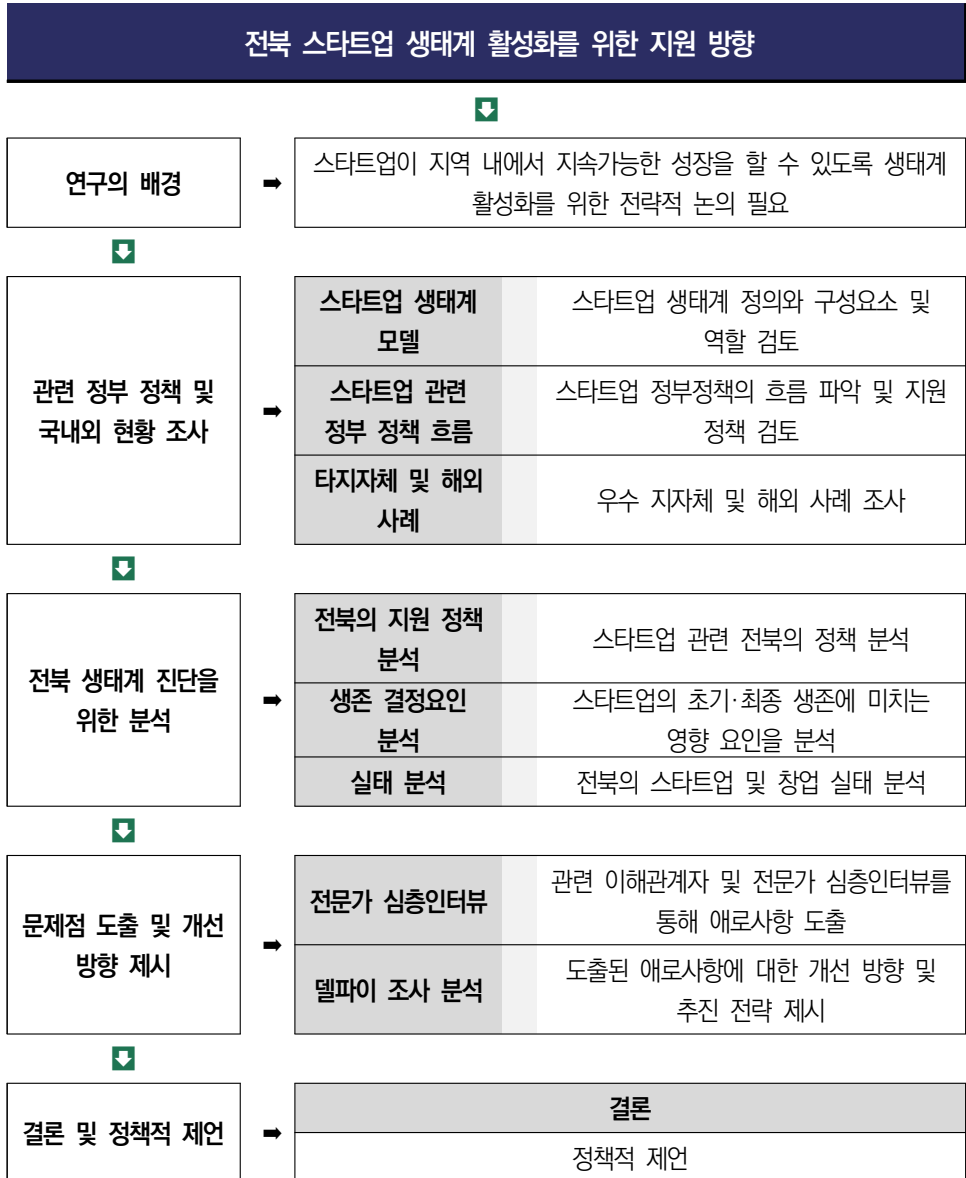 전북 스타트업 생태계 활성화를 위한 지원 방향
연구의 배경
스타트업이 지역 내에서 지속가능한 성장을 할 수 있도록 생태계
활성화를 위한 전략적 논의 필요
관련 정부 정책 및
국내외 현황 조사
스타트업 생태계
모델
스타트업 생태계 정의와 구성요소 및
역할 검토
스타트업 관련
정부 정책 흐름
스타트업 정부정책의 흐름 파악 및 지원
정책 검토
타지자체 및 해외
사례
우수 지자체 및 해외 사례 조사
전북 생태계 진단을
위한 분석
전북의 지원 정책
분석
스타트업 관련 전북의 정책 분석
생존 결정요인
분석
스타트업의 초기·최종 생존에 미치는
영향 요인을 분석
실태 분석
전북의 스타트업 및 창업 실태 분석
문제점 도출 및 개선
방향 제시
전문가 심층인터뷰
관련 이해관계자 및 전문가 심층인터뷰를
통해 애로사항 도출
델파이 조사 분석
도출된 애로사항에 대한 개선 방향 및
추진 전략 제시
결론 및 정책적 제언
결론
정책적 제언